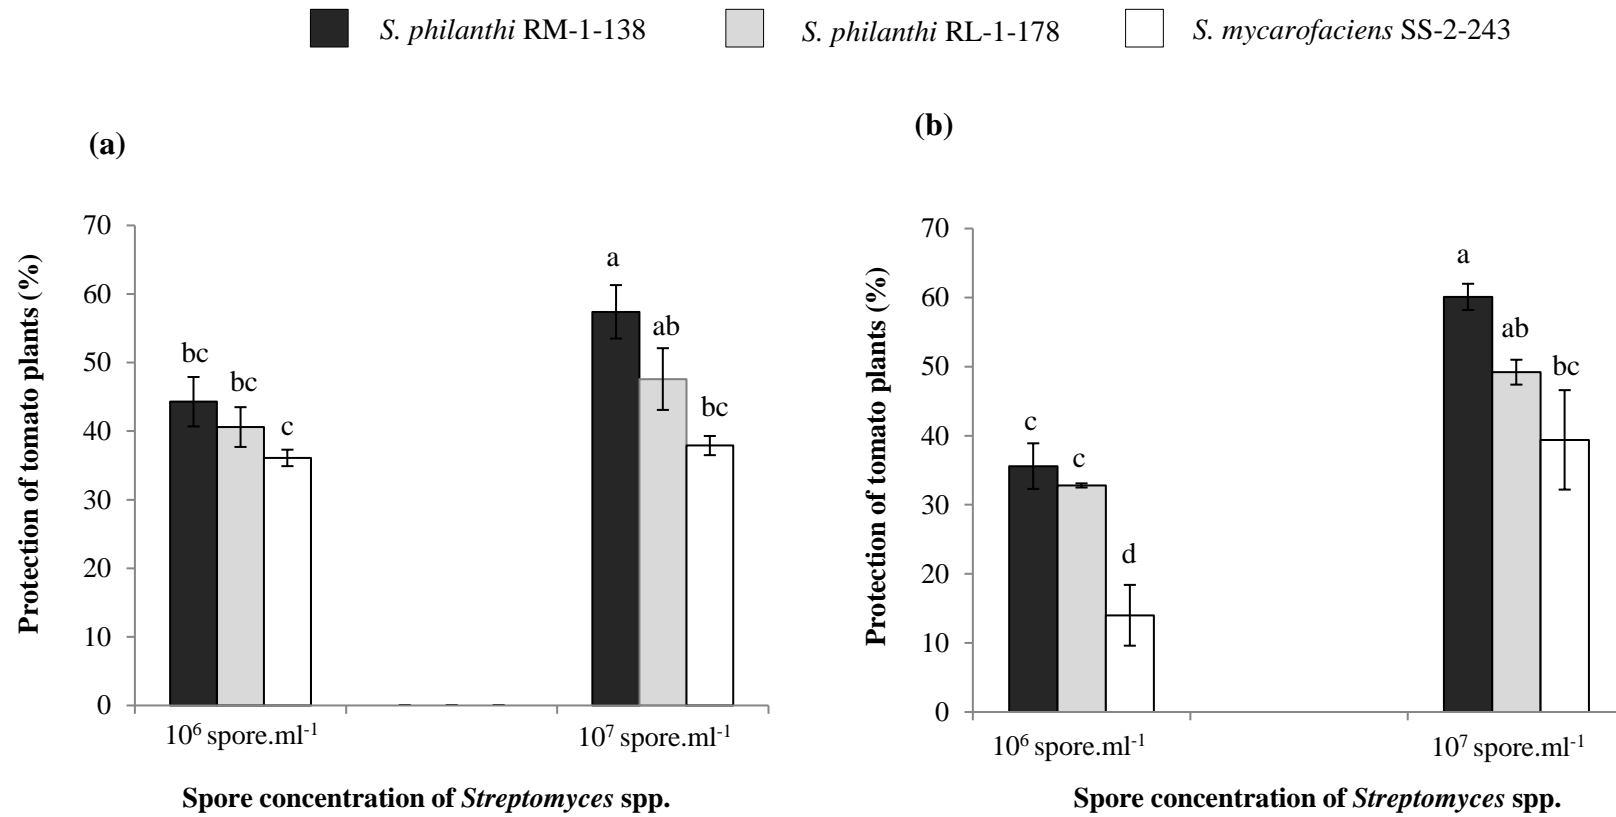 S. philanthi RM-1-138 S. philanthi RL-1-178 S. mycarofaciens SS-2-243
(a)
70
60
50
40
30
20
10
0
Protection of tomato plants (%)
bc
bc
c
a
ab
bc
10⁶ spore.ml⁻¹ 10⁷ spore.ml⁻¹
Spore concentration of Streptomyces spp.
(b)
70
60
50
40
30
20
10
0
Protection of tomato plants (%)
c
c
d
a
ab
bc
10⁶ spore.ml⁻¹ 10⁷ spore.ml⁻¹
Spore concentration of Streptomyces spp.